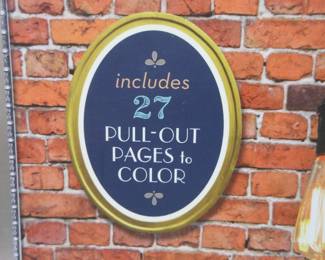 includes
27
PULL-OUT
PAGES to
COLOR